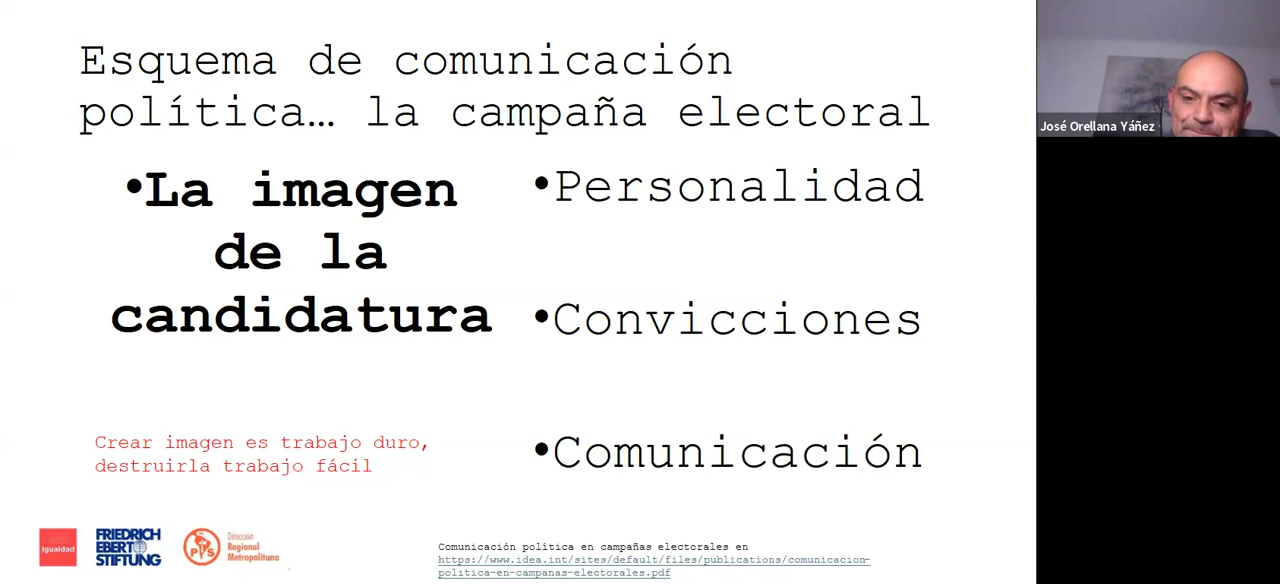 Esquema de comunicación
política… la campaña electoral
•La imagen
de la
candidatura
•Personalidad
•Convicciones
•Comunicación
Crear imagen es trabajo duro,
destruirla trabajo fácil
Igualdad
FRIEDRICH
EBERT
STIFTUNG
PS
Dirección
Regional
Metropolitana
Comunicación política en campañas electorales en
https://www.idea.int/sites/default/files/publications/comunicacion-
politica-en-campanas-electorales.pdf
José Orellana Yáñez